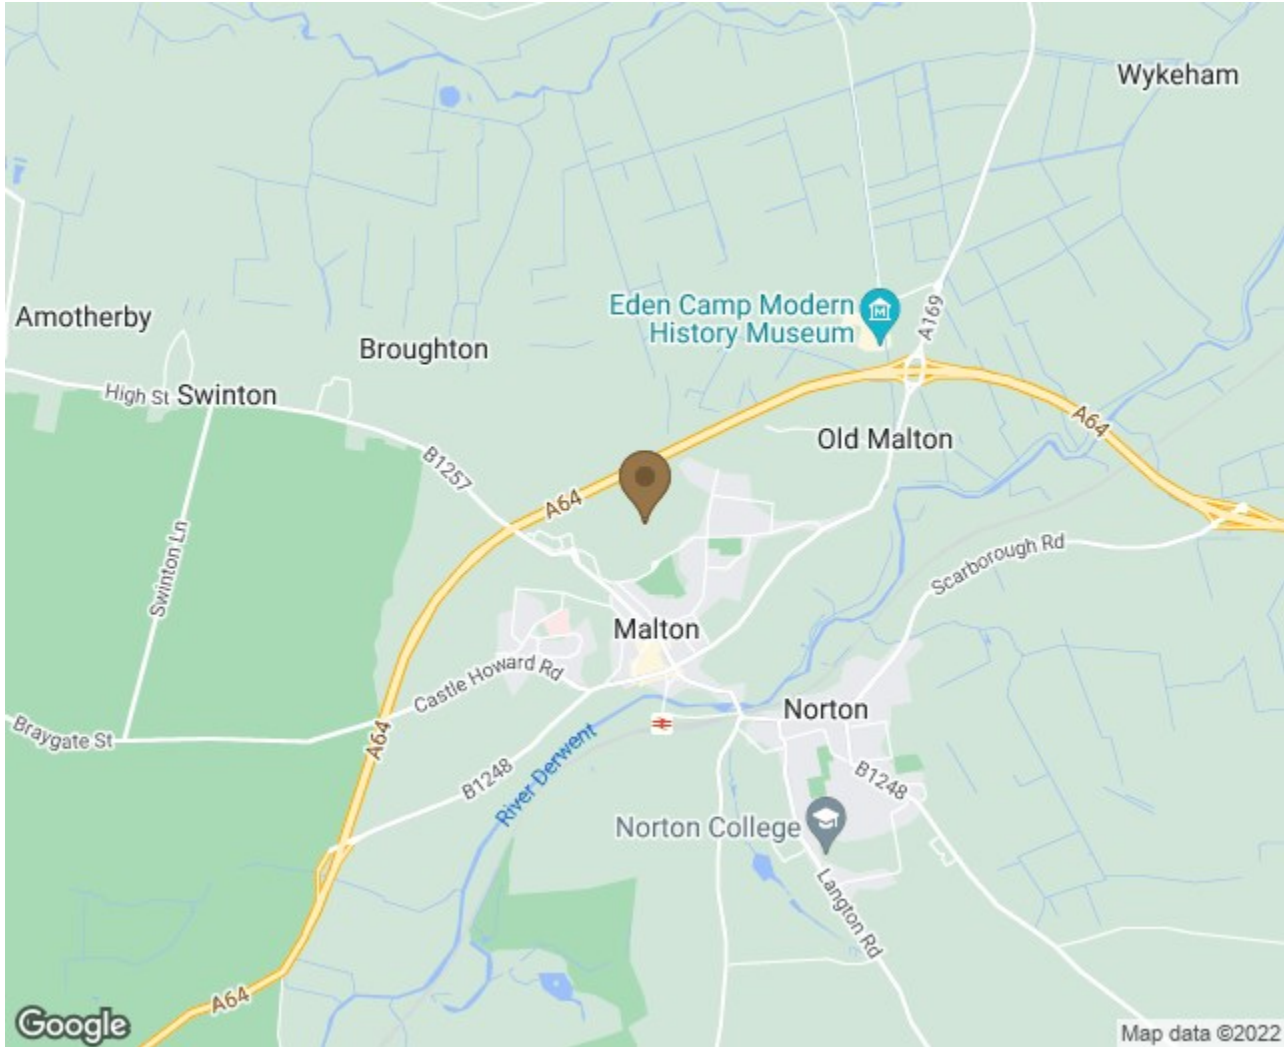 Wykeham
Eden Camp Modern
History Museum
A169
Amotherby
Broughton
High St
Swinton
A64
Old Malton
B1257
A64
Swinton Ln
Scarborough Rd
Malton
Castle Howard Rd
Norton
Braygate St
A64
River Derwent
B1248
B1248
Norton College
Langton Rd
A64
Google
Map data ©2022